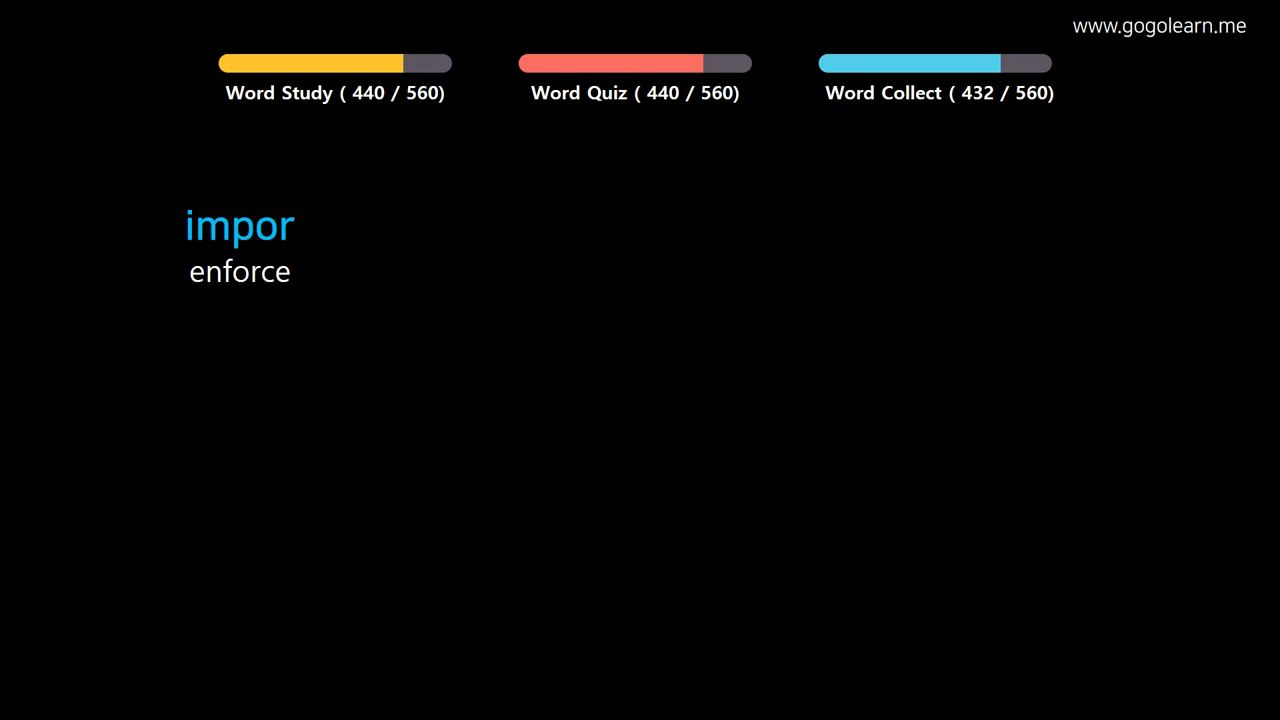 www.gogolearn.me
Word Study ( 440 / 560)
Word Quiz ( 440 / 560)
Word Collect ( 432 / 560)
impor
enforce